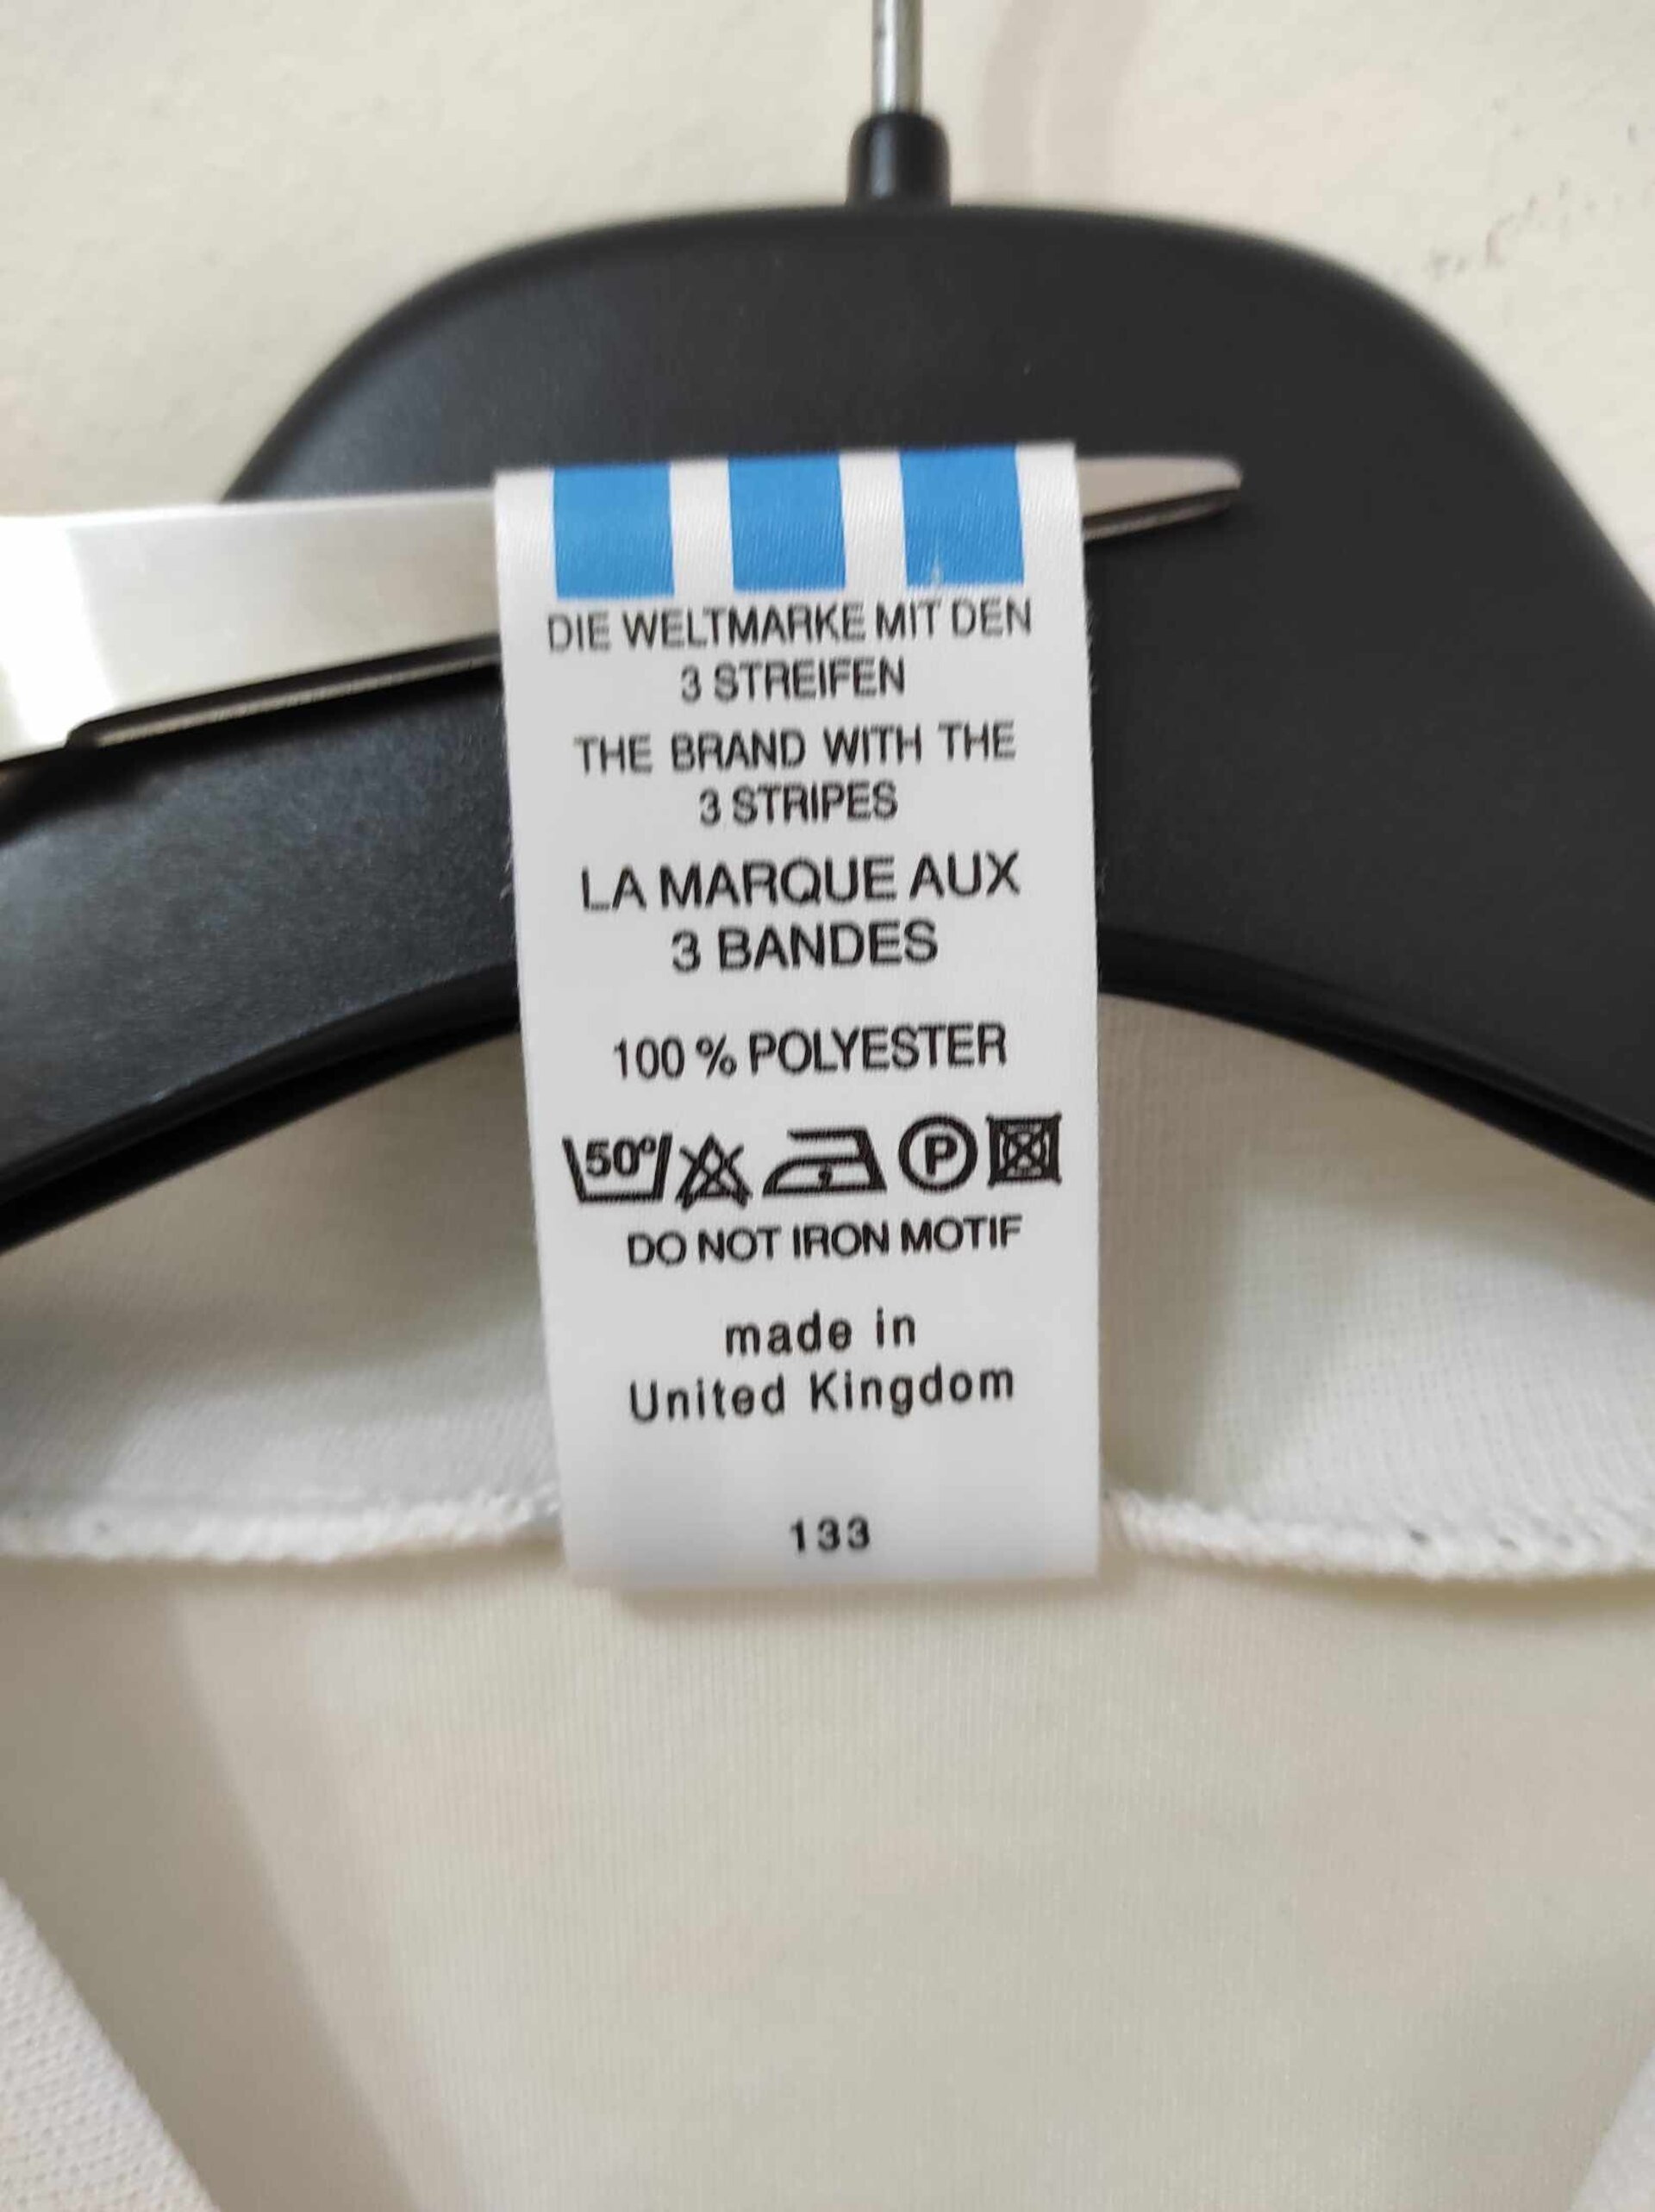 DIE WELTMARKE MIT DEN
3 STREIFEN
THE BRAND WITH THE
3 STRIPES
LA MARQUE AUX
3 BANDES
100 % POLYESTER
50° P
DO NOT IRON MOTIF
made in
United Kingdom
133